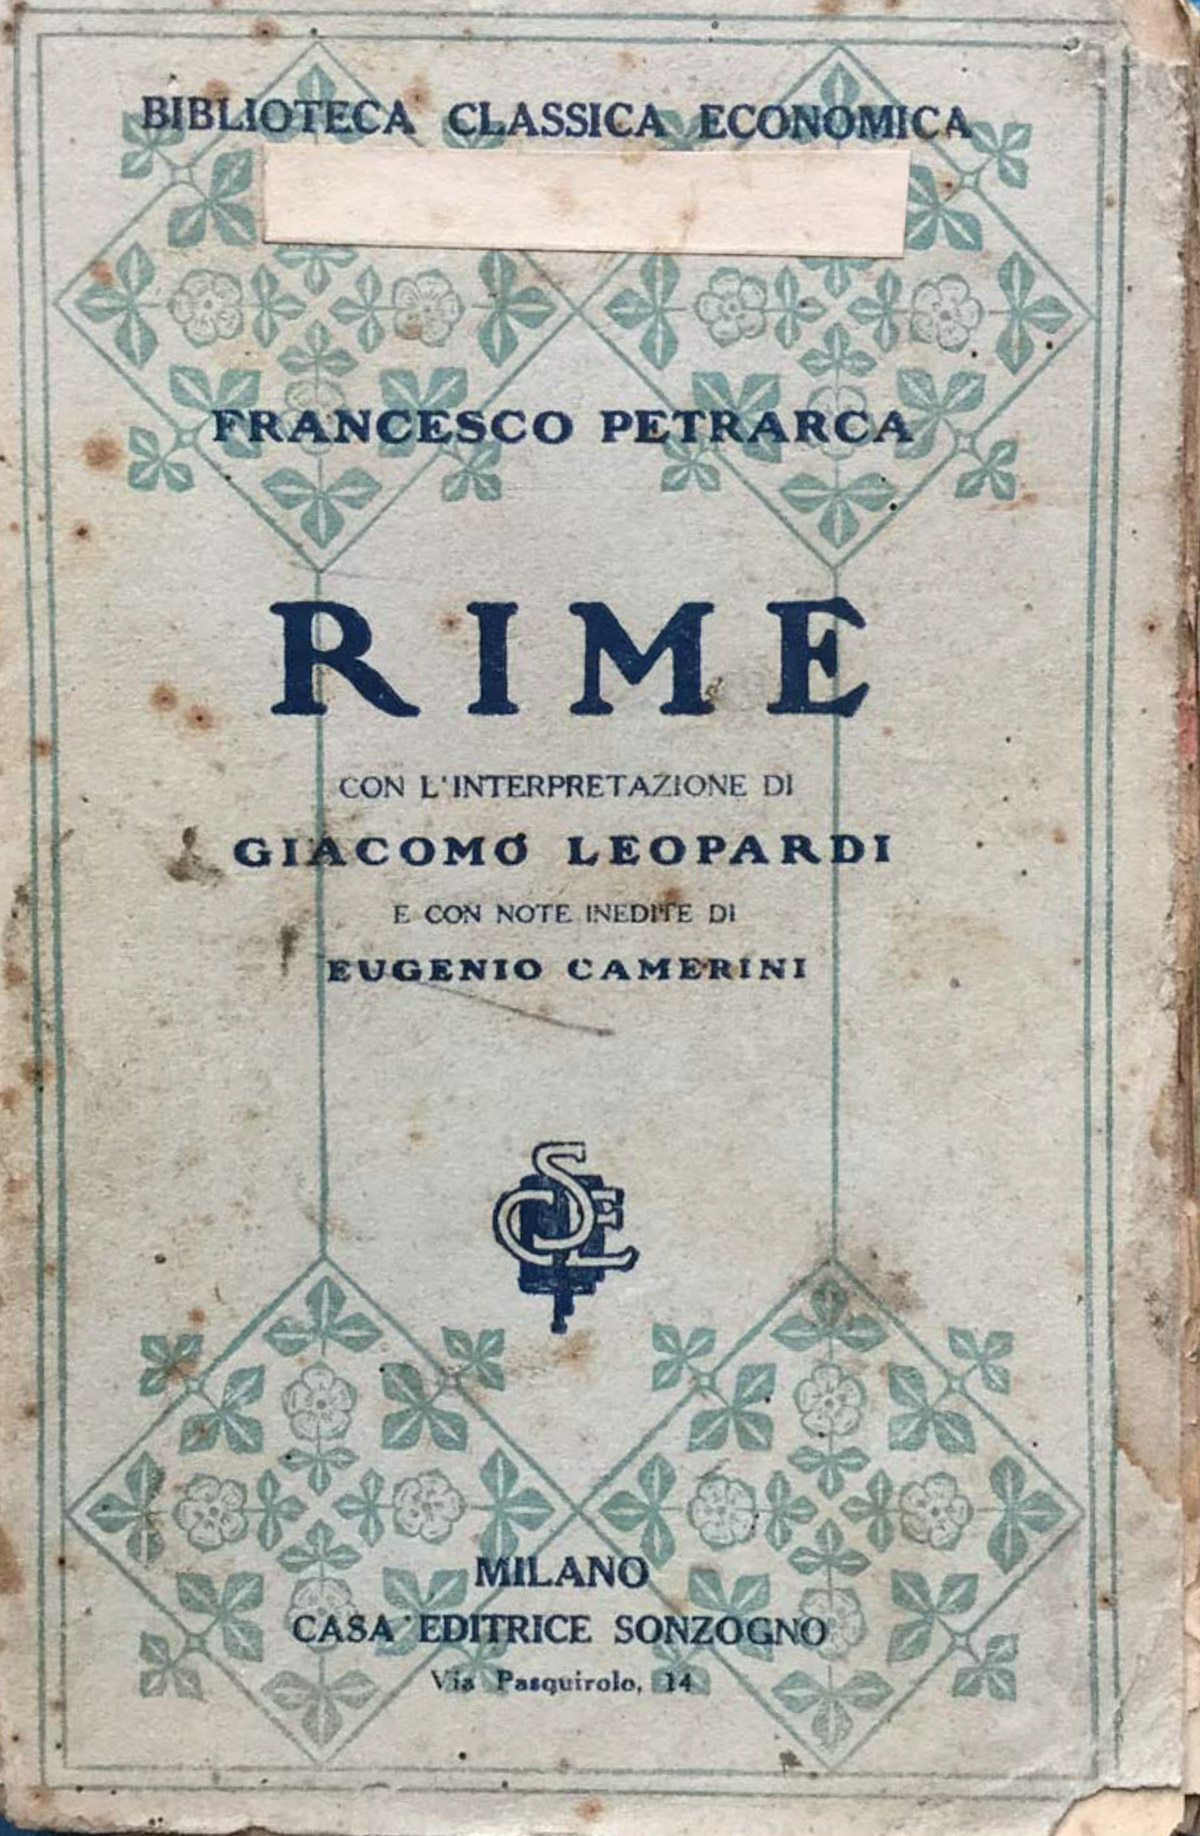 BIBLIOTECA CLASSICA ECONOMICA
FRANCESCO PETRARCA
RIME
CON L'INTERPRETAZIONE DI
GIACOMO LEOPARDI
E CON NOTE INEDITE DI
EUGENIO CAMERINI
CSE
MILANO
CASA EDITRICE SONZOGNO
Via Pasquirolo, 14